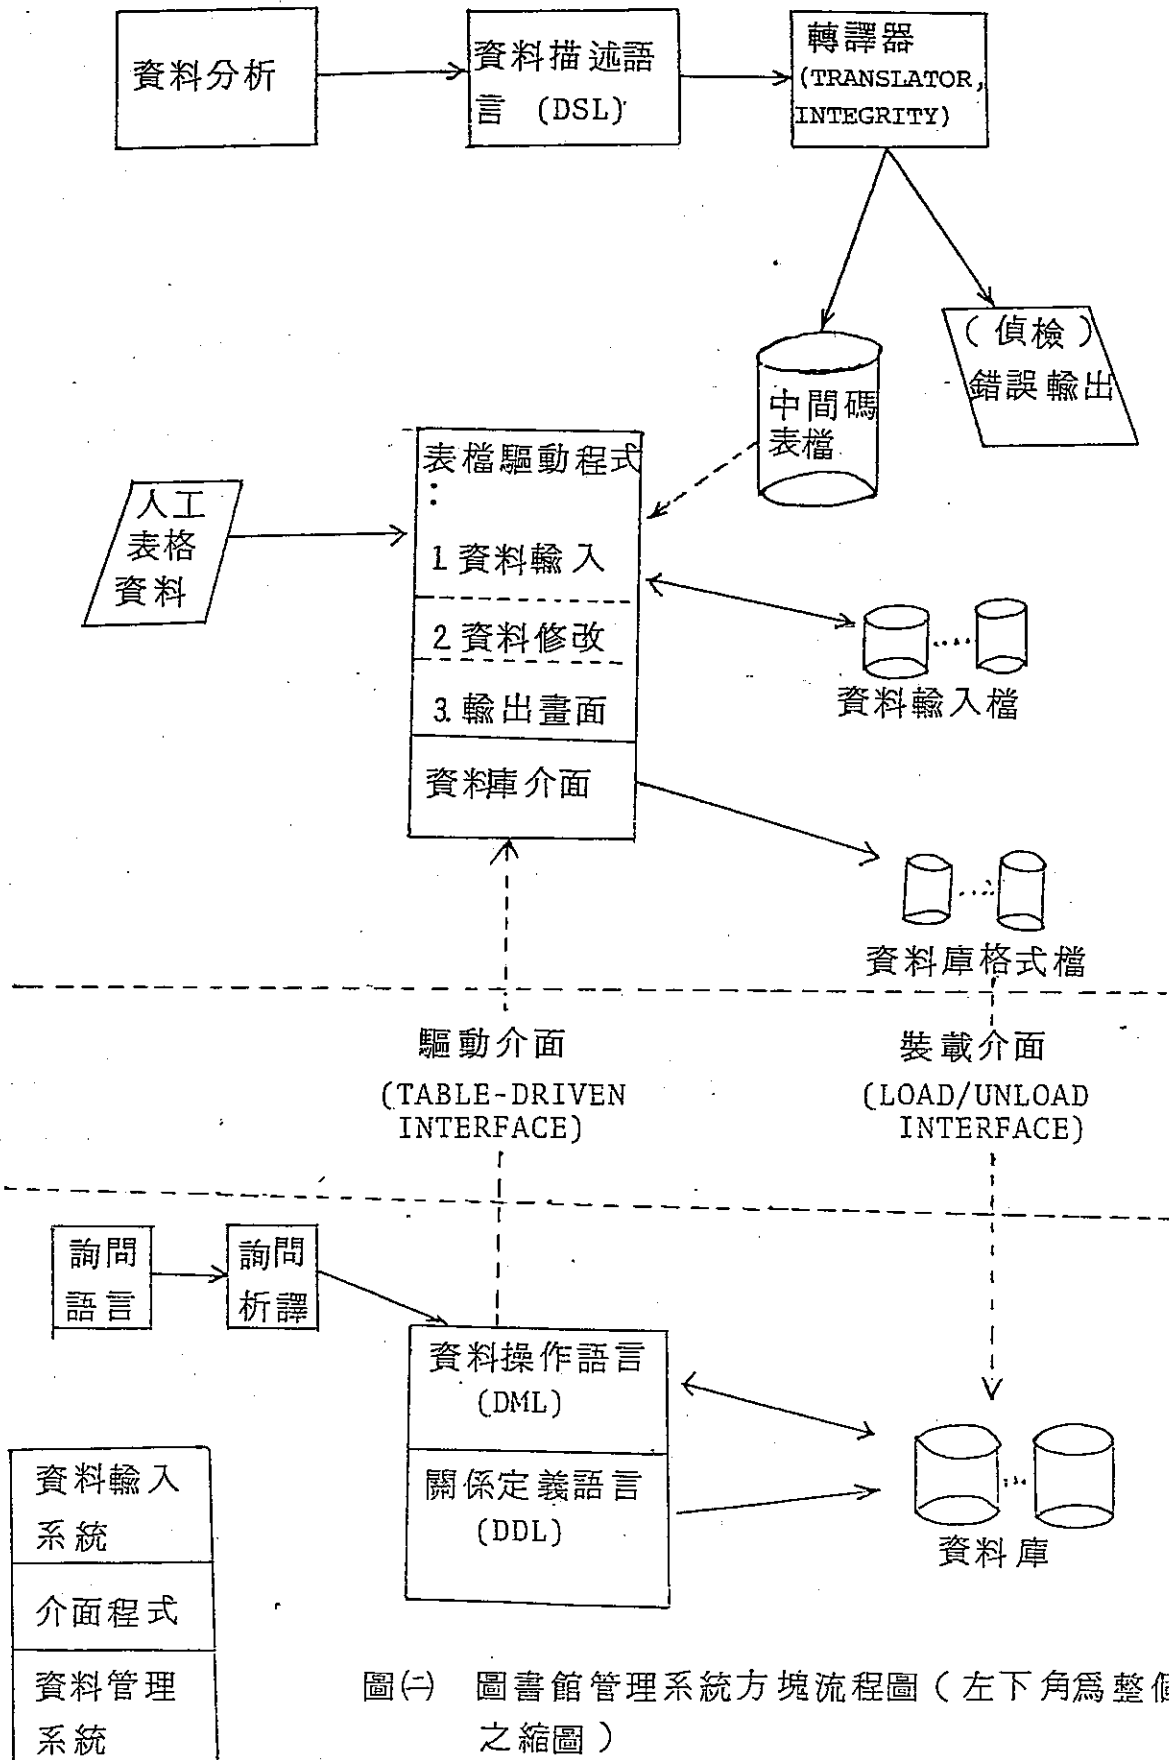 資料分析
資料描述語
言 (DSL)
轉譯器
(TRANSLATOR,
INTEGRITY)
(偵檢)
錯誤輸出
中間碼
表檔
表檔驅動程式
:
人工
表格
資料
1.資料輸入
2.資料修改
3.輸出畫面
資料庫介面
資料輸入檔
資料庫格式檔
驅動介面
(TABLE-DRIVEN
INTERFACE)
裝載介面
(LOAD/UNLOAD
INTERFACE)
詢問
語言
詢問
析譯
資料操作語言
(DML)
關係定義語言
(DDL)
資料庫
資料輸入
系統
介面程式
資料管理
系統
圖㈡ 圖書館管理系統方塊流程圖(左下角爲整個
之縮圖)